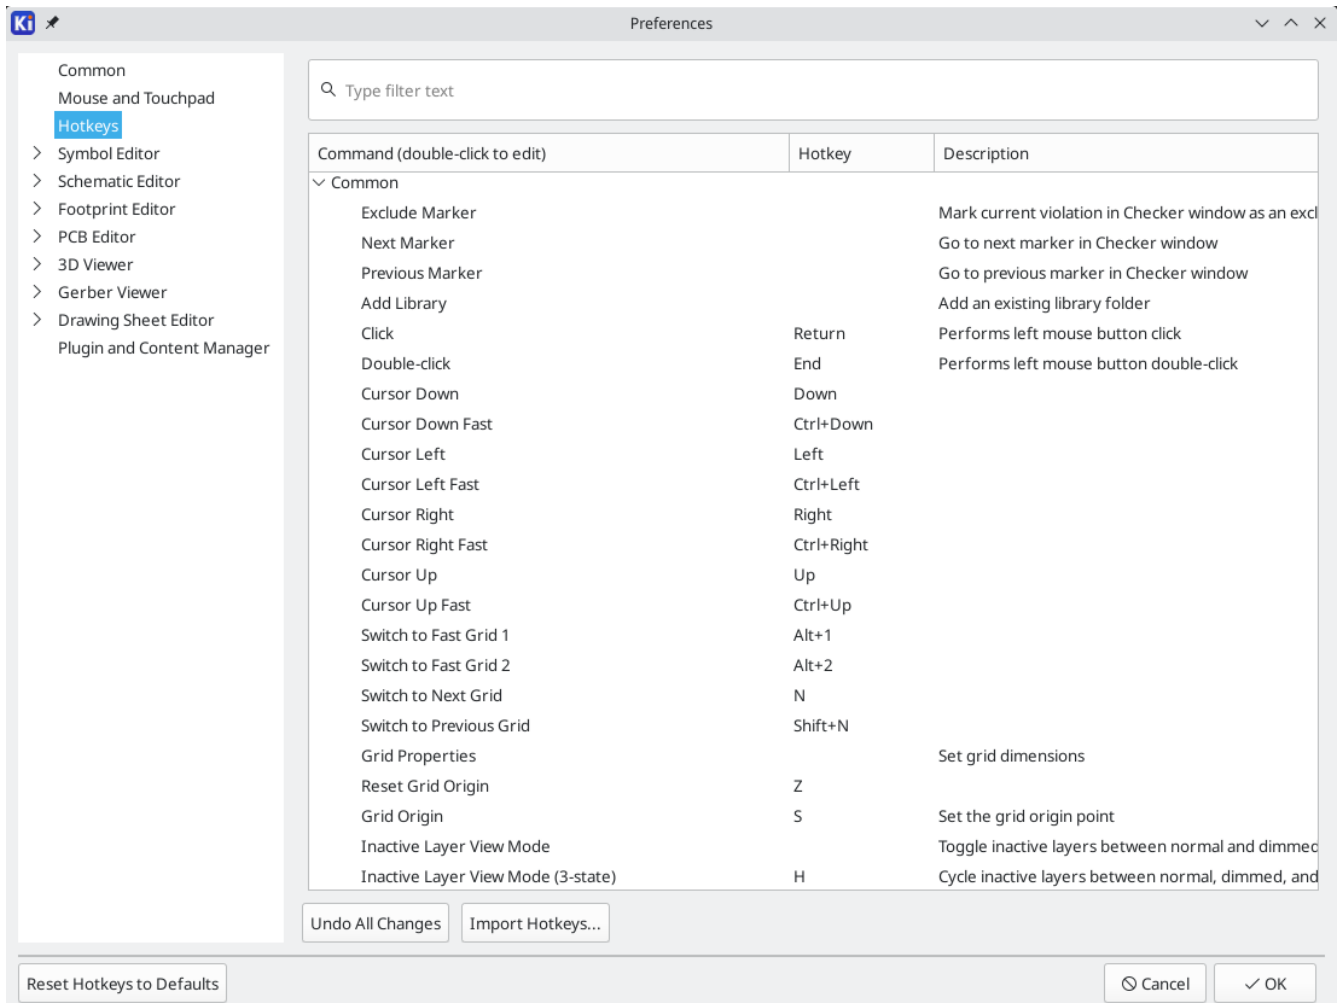 Ki Preferences
Common
Mouse and Touchpad
Hotkeys
Symbol Editor
Schematic Editor
Footprint Editor
PCB Editor
3D Viewer
Gerber Viewer
Drawing Sheet Editor
Plugin and Content Manager
Type filter text
Command (double-click to edit) Hotkey Description
Common
Exclude Marker Mark current violation in Checker window as an excl
Next Marker Go to next marker in Checker window
Previous Marker Go to previous marker in Checker window
Add Library Add an existing library folder
Click Return Performs left mouse button click
Double-click End Performs left mouse button double-click
Cursor Down Down
Cursor Down Fast Ctrl+Down
Cursor Left Left
Cursor Left Fast Ctrl+Left
Cursor Right Right
Cursor Right Fast Ctrl+Right
Cursor Up Up
Cursor Up Fast Ctrl+Up
Switch to Fast Grid 1 Alt+1
Switch to Fast Grid 2 Alt+2
Switch to Next Grid N
Switch to Previous Grid Shift+N
Grid Properties Set grid dimensions
Reset Grid Origin Z
Grid Origin S Set the grid origin point
Inactive Layer View Mode Toggle inactive layers between normal and dimmed
Inactive Layer View Mode (3-state) H Cycle inactive layers between normal, dimmed, and
Undo All Changes Import Hotkeys...
Reset Hotkeys to Defaults Cancel OK